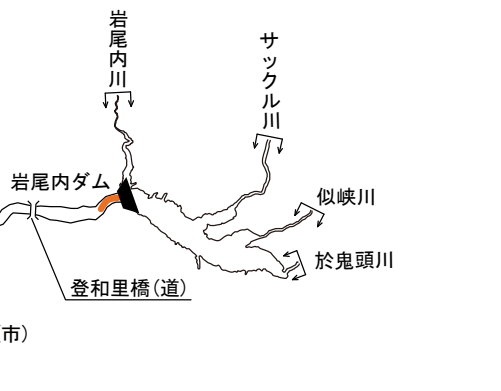 岩尾内川
サックル川
岩尾内ダム
似峡川
於鬼頭川
登和里橋(道)
市)